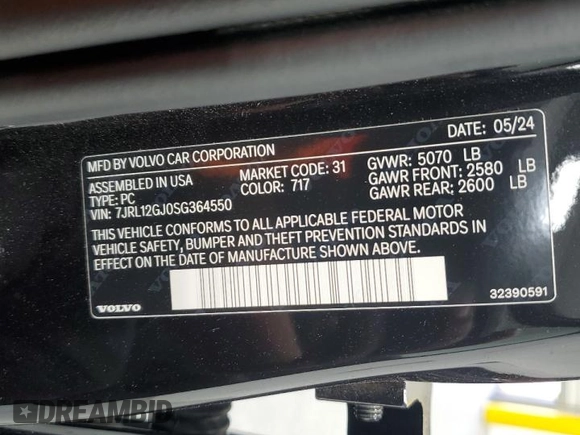 DATE: 05/24
MFD BY VOLVO CAR CORPORATION
ASSEMBLED IN USA MARKET CODE: 31 GVWR: 5070 LB
TYPE: PC COLOR: 717 GAWR FRONT: 2580 LB
VIN: 7JRL12GJ0SG364550 GAWR REAR: 2600 LB
THIS VEHICLE CONFORMS TO ALL APPLICABLE FEDERAL MOTOR
VEHICLE SAFETY, BUMPER AND THEFT PREVENTION STANDARDS IN
EFFECT ON THE DATE OF MANUFACTURE SHOWN ABOVE.
VOLVO 32390591
DREAMBID